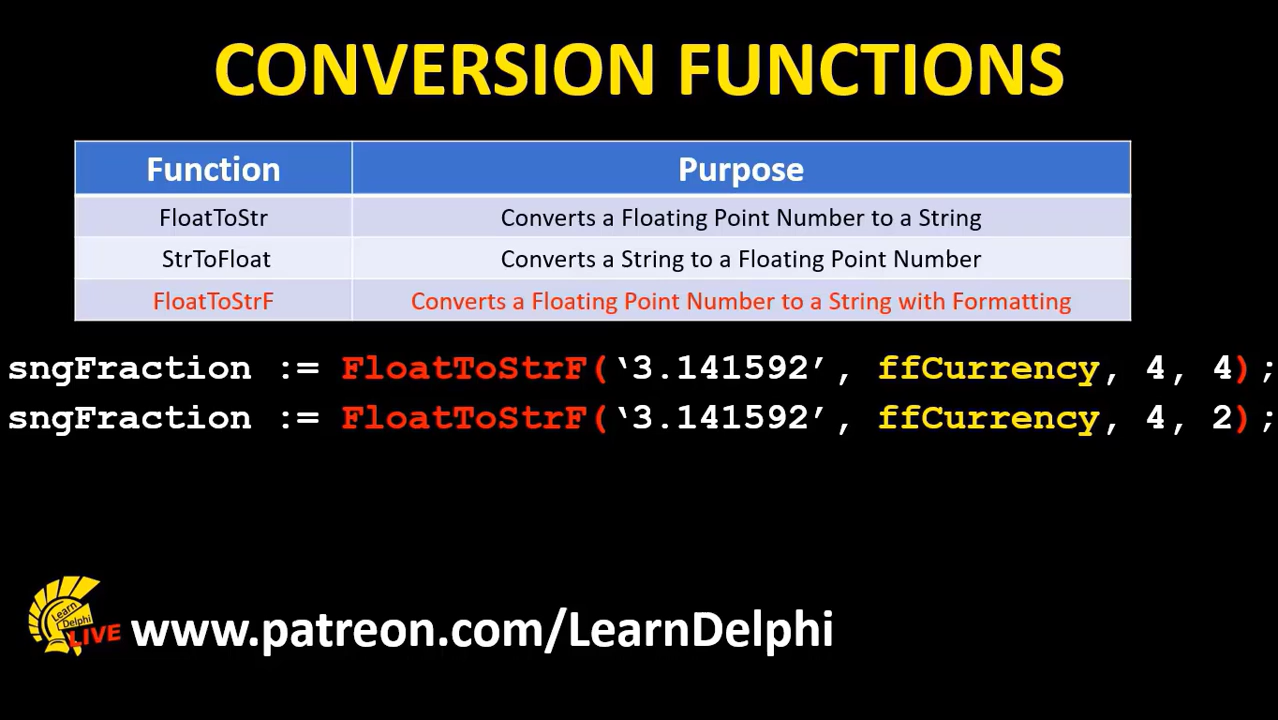 CONVERSION FUNCTIONS
Function Purpose
FloatToStr Converts a Floating Point Number to a String
StrToFloat Converts a String to a Floating Point Number
FloatToStrF Converts a Floating Point Number to a String with Formatting
sngFraction := FloatToStrF(‘3.141592’, ffCurrency, 4, 4);
sngFraction := FloatToStrF(‘3.141592’, ffCurrency, 4, 2);
Learn
Delphi
LIVE
www.patreon.com/LearnDelphi